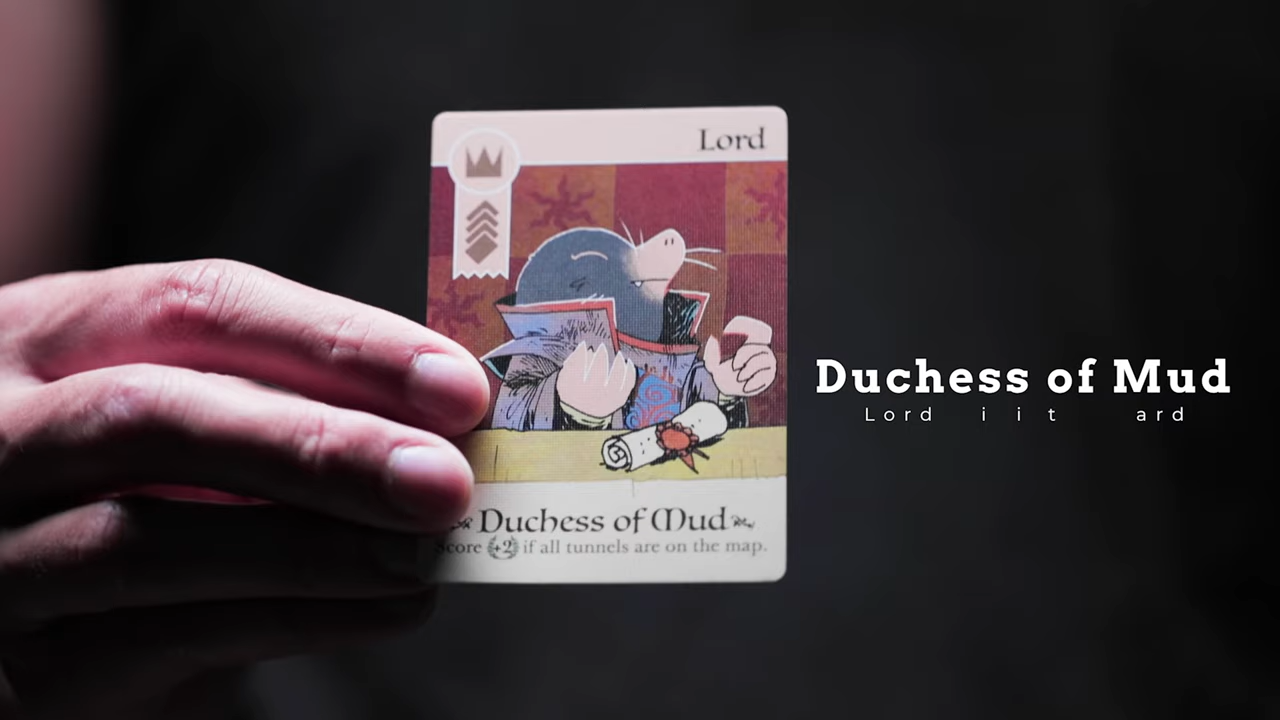 Lord
Duchess of Mud
Score +2 if all tunnels are on the map.
Duchess of Mud
Lord i i t ard